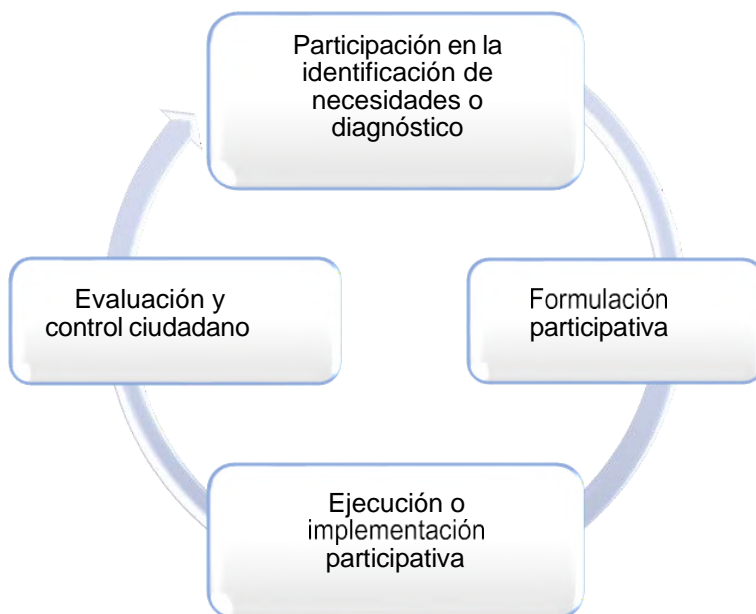 Participación en la
identificación de
necesidades o
diagnóstico
Evaluación y
control ciudadano
Formulación
participativa
Ejecución o
implementación
participativa